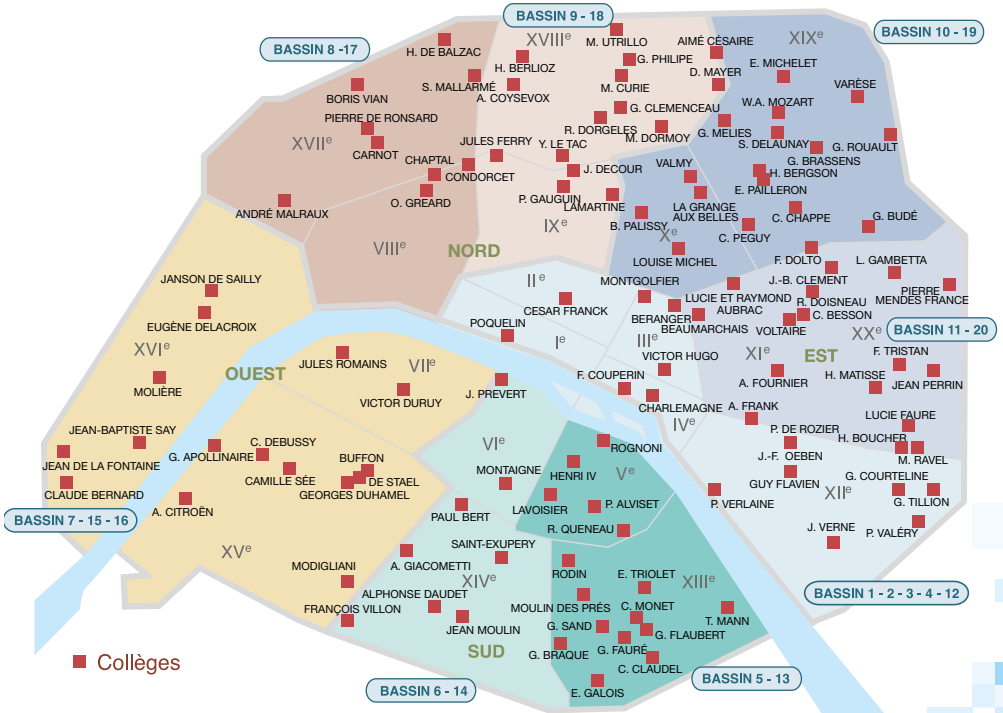 BASSIN 9 - 18
BASSIN 8 -17
BASSIN 10 - 19
H. DE BALZAC
XVIIIe
M. UTRILLO
AIMÉ CÉSAIRE
XIXe
H. BERLIOZ
G. PHILIPE
E. MICHELET
S. MALLARMÉ
D. MAYER
M. CURIE
VARÈSE
BORIS VIAN
A. COYSEVOX
W.A. MOZART
G. CLEMENCEAU
PIERRE DE RONSARD
R. DORGELES
M. DORMOY
G. MELIES
S. DELAUNAY
G. ROUAULT
XVIIe
CARNOT
JULES FERRY
Y. LE TAC
G. BRASSENS
CHAPTAL
CONDORCET
J. DECOUR
VALMY
H. BERGSON
E. PAILLERON
O. GREARD
P. GAUGUIN
LAMARTINE
LA GRANGE
AUX BELLES
ANDRÉ MALRAUX
B. PALISSY
C. CHAPPE
G. BUDÉ
IXe
Xe
C. PEGUY
VIIIe
NORD
LOUISE MICHEL
F. DOLTO
L. GAMBETTA
JANSON DE SAILLY
IIe
MONTGOLFIER
J.-B. CLEMENT
PIERRE
MENDES FRANCE
LUCIE ET RAYMOND
AUBRAC
R. DOISNEAU
CESAR FRANCK
BERANGER
BEAUMARCHAIS
C. BESSON
EUGÈNE DELACROIX
POQUELIN
VOLTAIRE
XXe
BASSIN 11 - 20
Ier
IIIe
XVIe
VICTOR HUGO
XIe
EST
F. TRISTAN
JULES ROMAINS
VIIe
OUEST
F. COUPERIN
A. FOURNIER
H. MATISSE
JEAN PERRIN
MOLIÈRE
VICTOR DURUY
J. PREVERT
CHARLEMAGNE
A. FRANK
LUCIE FAURE
IVe
P. DE ROZIER
JEAN-BAPTISTE SAY
C. DEBUSSY
VIe
ROGNONI
H. BOUCHER
G. APOLLINAIRE
J.-F. OEBEN
JEAN DE LA FONTAINE
BUFFON
M. RAVEL
CAMILLE SÉE
MONTAIGNE
HENRI IV
Ve
G. COURTELINE
CLAUDE BERNARD
DE STAEL
GUY FLAVIEN
GEORGES DUHAMEL
XIIe
G. TILLION
A. CITROËN
LAVOISIER
P. ALVISET
P. VERLAINE
BASSIN 7 - 15 - 16
PAUL BERT
R. QUENEAU
J. VERNE
P. VALÉRY
XVe
SAINT-EXUPERY
A. GIACOMETTI
MODIGLIANI
RODIN
E. TRIOLET
XIVe
XIIIe
ALPHONSE DAUDET
BASSIN 1 - 2 - 3 - 4 - 12
FRANÇOIS VILLON
MOULIN DES PRÉS
C. MONET
T. MANN
JEAN MOULIN
G. SAND
G. FLAUBERT
SUD
G. BRAQUE
G. FAURÉ
Collèges
C. CLAUDEL
BASSIN 5 - 13
BASSIN 6 - 14
E. GALOIS